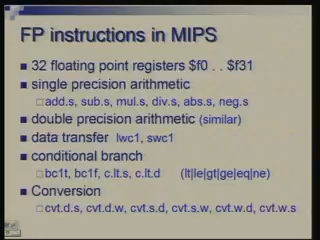 FP instructions in MIPS
32 floating point registers $f0 . . $f31
single precision arithmetic
add.s, sub.s, mul.s, div.s, abs.s, neg.s
double precision arithmetic (similar)
data transfer lwc1, swc1
conditional branch
bc1t, bc1f, c.lt.s, c.lt.d (lt|le|gt|ge|eq|ne)
Conversion
cvt.d.s, cvt.d.w, cvt.s.d, cvt.s.w, cvt.w.d, cvt.w.s